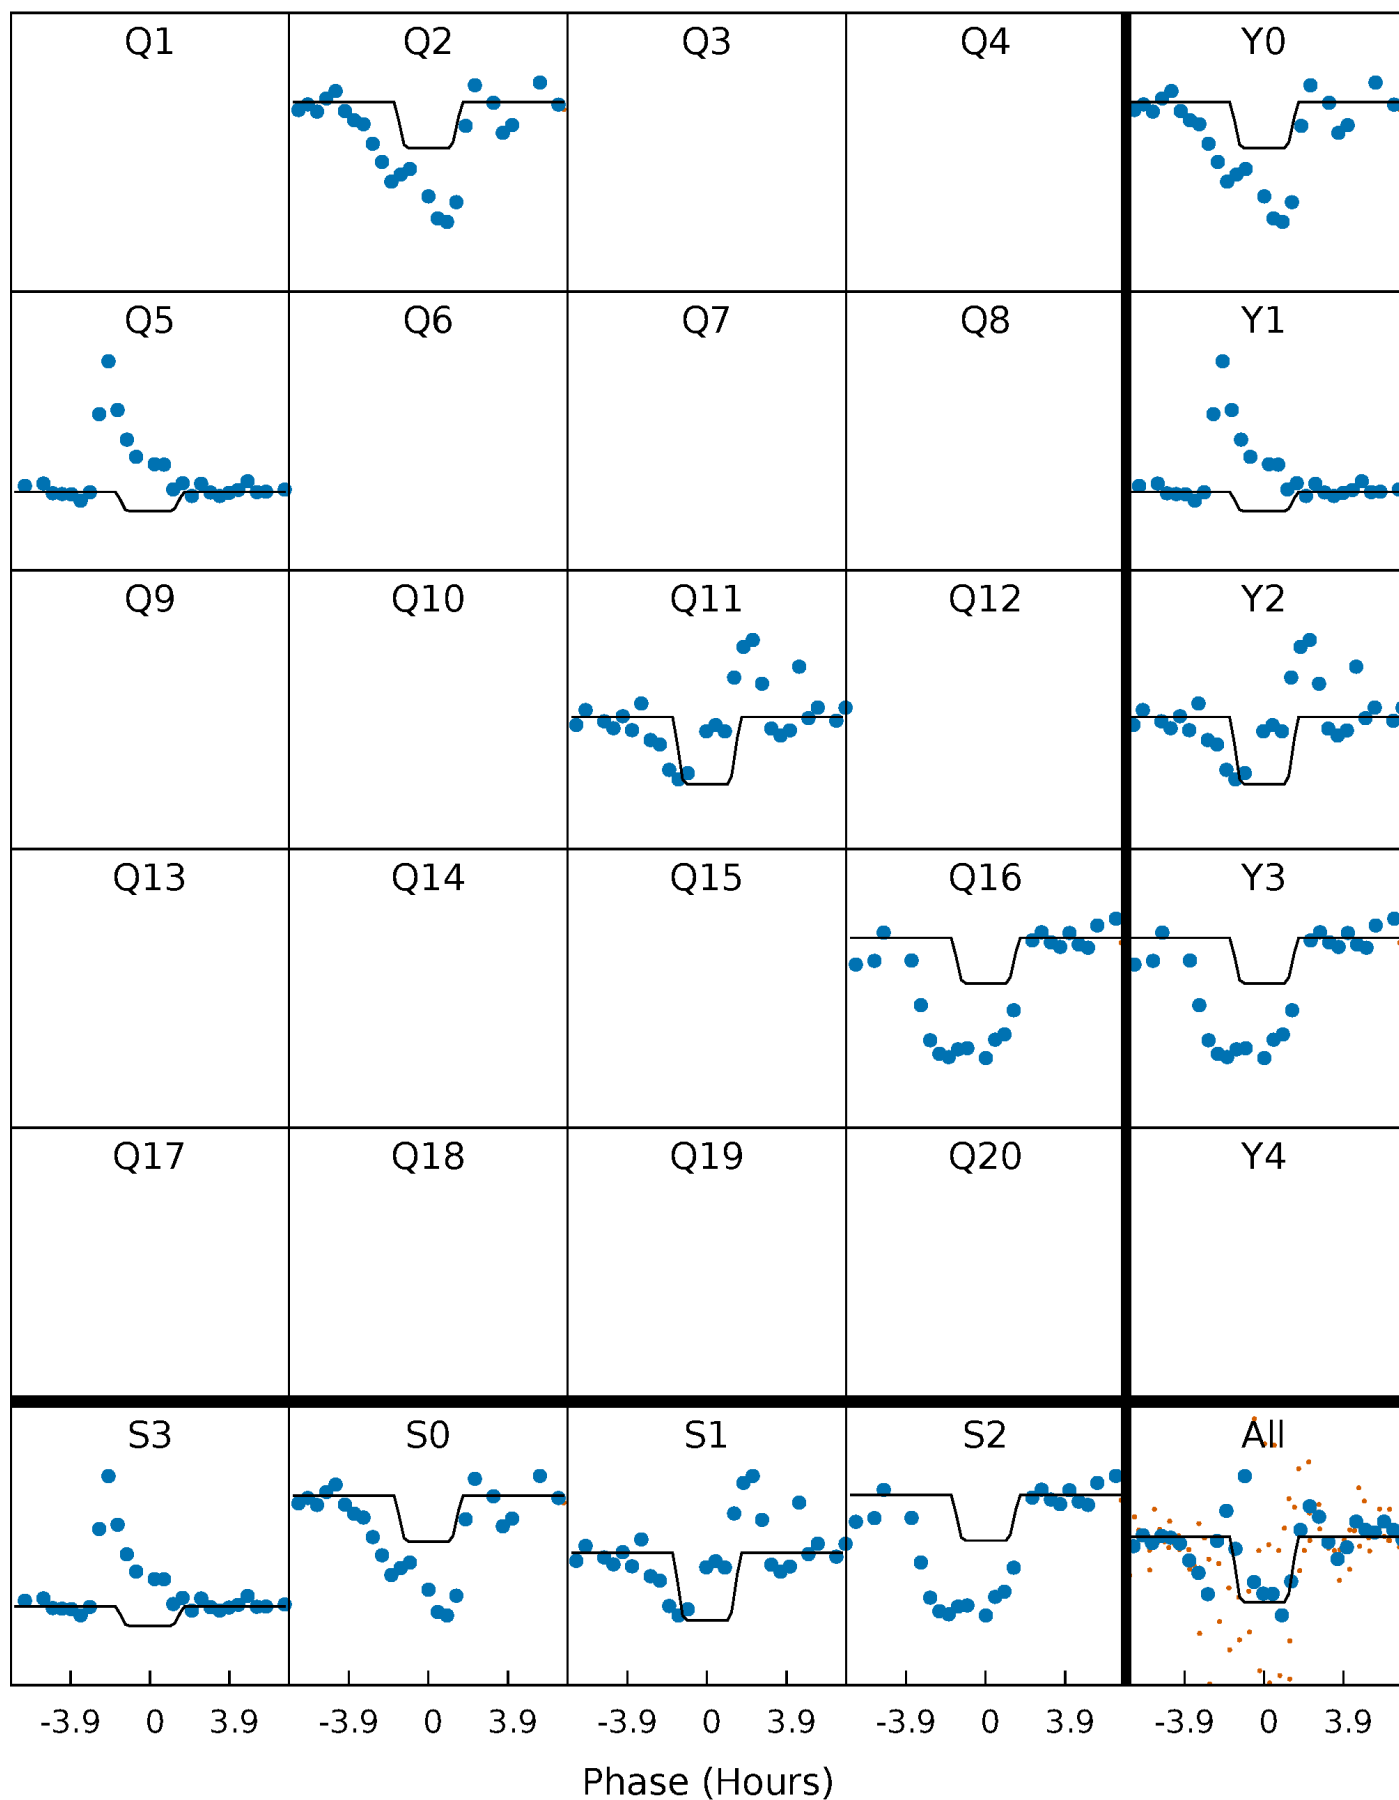 Q1 Q2 Q3 Q4 Y0
Q5 Q6 Q7 Q8 Y1
Q9 Q10 Q11 Q12 Y2
Q13 Q14 Q15 Q16 Y3
Q17 Q18 Q19 Q20 Y4
S3 S0 S1 S2 All
-3.9 0 3.9 -3.9 0 3.9 -3.9 0 3.9 -3.9 0 3.9 -3.9 0 3.9
Phase (Hours)